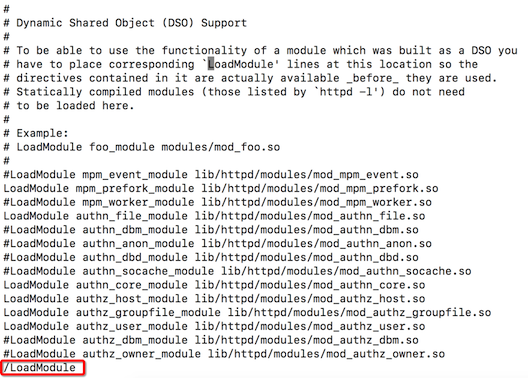 #
# Dynamic Shared Object (DSO) Support
#
# To be able to use the functionality of a module which was built as a DSO you
# have to place corresponding `LoadModule' lines at this location so the
# directives contained in it are actually available _before_ they are used.
# Statically compiled modules (those listed by `httpd -l') do not need
# to be loaded here.
#
# Example:
# LoadModule foo_module modules/mod_foo.so
#
#LoadModule mpm_event_module lib/httpd/modules/mod_mpm_event.so
LoadModule mpm_prefork_module lib/httpd/modules/mod_mpm_prefork.so
#LoadModule mpm_worker_module lib/httpd/modules/mod_mpm_worker.so
LoadModule authn_file_module lib/httpd/modules/mod_authn_file.so
#LoadModule authn_dbm_module lib/httpd/modules/mod_authn_dbm.so
#LoadModule authn_anon_module lib/httpd/modules/mod_authn_anon.so
#LoadModule authn_dbd_module lib/httpd/modules/mod_authn_dbd.so
#LoadModule authn_socache_module lib/httpd/modules/mod_authn_socache.so
LoadModule authn_core_module lib/httpd/modules/mod_authn_core.so
LoadModule authz_host_module lib/httpd/modules/mod_authz_host.so
LoadModule authz_groupfile_module lib/httpd/modules/mod_authz_groupfile.so
LoadModule authz_user_module lib/httpd/modules/mod_authz_user.so
#LoadModule authz_dbm_module lib/httpd/modules/mod_authz_dbm.so
#LoadModule authz_owner_module lib/httpd/modules/mod_authz_owner.so
/LoadModule